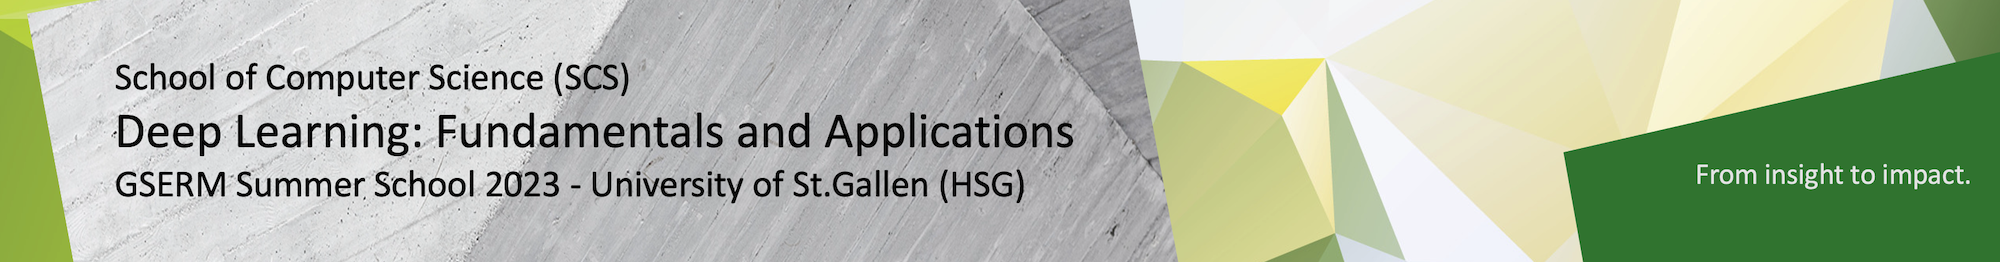 School of Computer Science (SCS)
Deep Learning: Fundamentals and Applications
GSERM Summer School 2023 - University of St.Gallen (HSG)
From insight to impact.